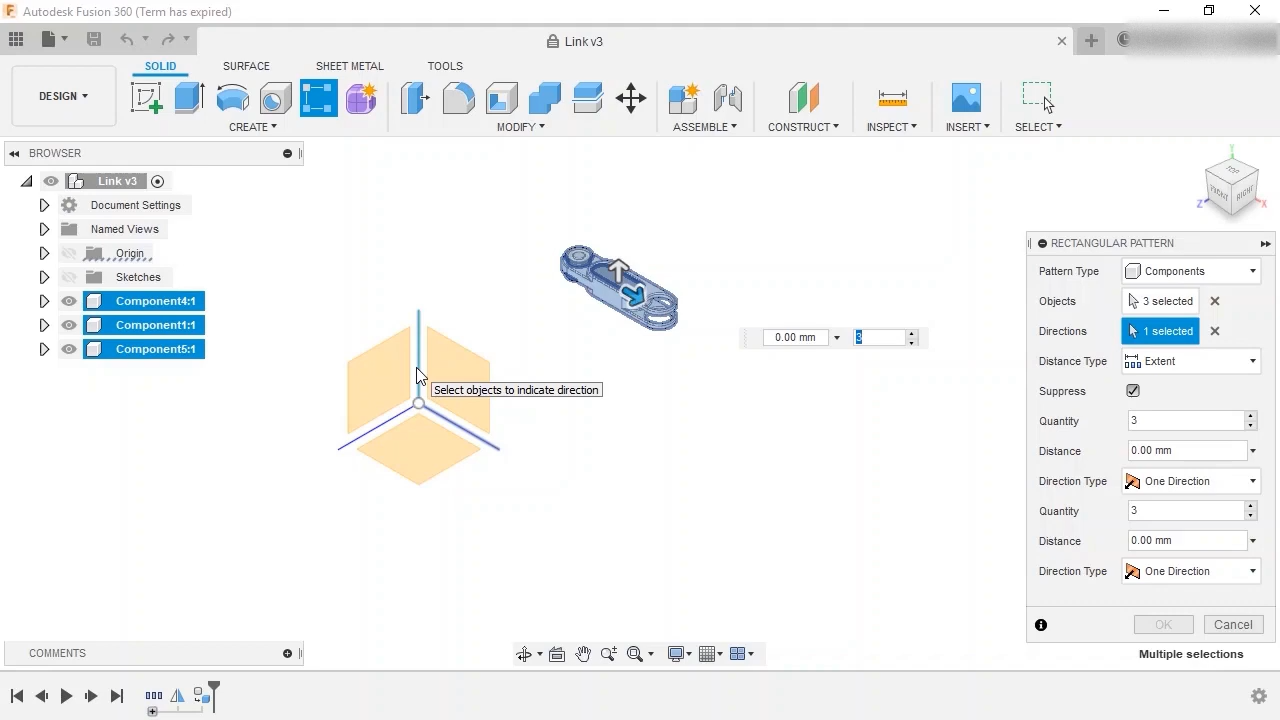 Autodesk Fusion 360 (Term has expired)
Link v3
SOLID SURFACE SHEET METAL TOOLS
DESIGN
CREATE MODIFY ASSEMBLE CONSTRUCT INSPECT INSERT SELECT
BROWSER
Link v3
Document Settings
Named Views
Origin
Sketches
Component4:1
Component1:1
Component5:1
Y
TOP
FRONT
RIGHT
Z
X
0.00 mm 3
Select objects to indicate direction
RECTANGULAR PATTERN
Pattern Type Components
Objects 3 selected
Directions 1 selected
Distance Type Extent
Suppress
Quantity 3
Distance 0.00 mm
Direction Type One Direction
Quantity 3
Distance 0.00 mm
Direction Type One Direction
OK Cancel
Multiple selections
COMMENTS